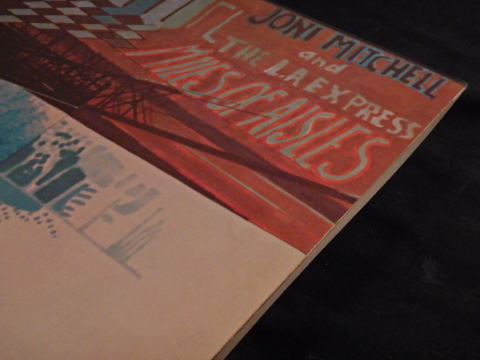 JONI MITCHELL
and
THE L.A. EXPRESS
MILES OF AISLES